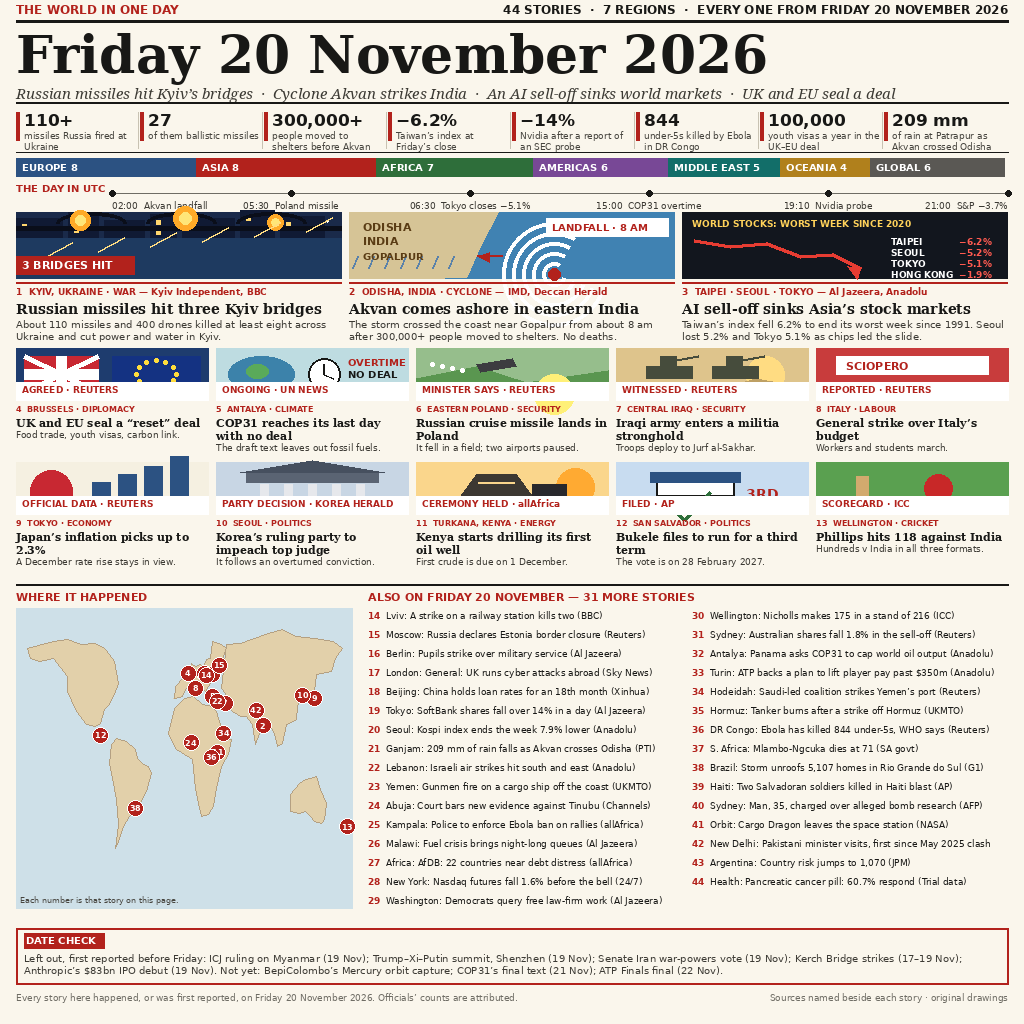 THE WORLD IN ONE DAY
44 STORIES · 7 REGIONS · EVERY ONE FROM FRIDAY 20 NOVEMBER 2026
Friday 20 November 2026
Russian missiles hit Kyiv’s bridges · Cyclone Akvan strikes India · An AI sell-off sinks world markets · UK and EU seal a deal
110+
missiles Russia fired at
Ukraine
27
of them ballistic missiles
300,000+
people moved to
shelters before Akvan
−6.2%
Taiwan’s index at
Friday’s close
−14%
Nvidia after a report of
an SEC probe
844
under-5s killed by Ebola
in DR Congo
100,000
youth visas a year in the
UK–EU deal
209 mm
of rain at Patrapur as
Akvan crossed Odisha
EUROPE 8
ASIA 8
AFRICA 7
AMERICAS 6
MIDDLE EAST 5
OCEANIA 4
GLOBAL 6
THE DAY IN UTC
02:00 Akvan landfall
05:30 Poland missile
06:30 Tokyo closes −5.1%
15:00 COP31 overtime
19:10 Nvidia probe
21:00 S&P −3.7%
3 BRIDGES HIT
ODISHA
INDIA
GOPALPUR
LANDFALL · 8 AM
WORLD STOCKS: WORST WEEK SINCE 2020
TAIPEI −6.2%
SEOUL −5.2%
TOKYO −5.1%
HONG KONG −1.9%
1 KYIV, UKRAINE · WAR — Kyiv Independent, BBC
Russian missiles hit three Kyiv bridges
About 110 missiles and 400 drones killed at least eight across
Ukraine and cut power and water in Kyiv.
2 ODISHA, INDIA · CYCLONE — IMD, Deccan Herald
Akvan comes ashore in eastern India
The storm crossed the coast near Gopalpur from about 8 am
after 300,000+ people moved to shelters. No deaths.
3 TAIPEI · SEOUL · TOKYO — Al Jazeera, Anadolu
AI sell-off sinks Asia’s stock markets
Taiwan’s index fell 6.2% to end its worst week since 1991. Seoul
lost 5.2% and Tokyo 5.1% as chips led the slide.
AGREED · REUTERS
4 BRUSSELS · DIPLOMACY
UK and EU seal a “reset” deal
Food trade, youth visas, carbon link.
OVERTIME
NO DEAL
ONGOING · UN NEWS
5 ANTALYA · CLIMATE
COP31 reaches its last day
with no deal
The draft text leaves out fossil fuels.
MINISTER SAYS · REUTERS
6 EASTERN POLAND · SECURITY
Russian cruise missile lands in
Poland
It fell in a field; two airports paused.
WITNESSED · REUTERS
7 CENTRAL IRAQ · SECURITY
Iraqi army enters a militia
stronghold
Troops deploy to Jurf al-Sakhar.
SCIOPERO
REPORTED · REUTERS
8 ITALY · LABOUR
General strike over Italy’s
budget
Workers and students march.
OFFICIAL DATA · REUTERS
9 TOKYO · ECONOMY
Japan’s inflation picks up to
2.3%
A December rate rise stays in view.
PARTY DECISION · KOREA HERALD
10 SEOUL · POLITICS
Korea’s ruling party to
impeach top judge
It follows an overturned conviction.
CEREMONY HELD · allAfrica
11 TURKANA, KENYA · ENERGY
Kenya starts drilling its first
oil well
First crude is due on 1 December.
3RD
FILED · AP
12 SAN SALVADOR · POLITICS
Bukele files to run for a third
term
The vote is on 28 February 2027.
SCORECARD · ICC
13 WELLINGTON · CRICKET
Phillips hits 118 against India
Hundreds v India in all three formats.
WHERE IT HAPPENED
4
15
14
8
22
42
2
10
9
12
24
34
36
38
13
Each number is that story on this page.
ALSO ON FRIDAY 20 NOVEMBER — 31 MORE STORIES
14 Lviv: A strike on a railway station kills two (BBC)
15 Moscow: Russia declares Estonia border closure (Reuters)
16 Berlin: Pupils strike over military service (Al Jazeera)
17 London: General: UK runs cyber attacks abroad (Sky News)
18 Beijing: China holds loan rates for an 18th month (Xinhua)
19 Tokyo: SoftBank shares fall over 14% in a day (Al Jazeera)
20 Seoul: Kospi index ends the week 7.9% lower (Anadolu)
21 Ganjam: 209 mm of rain falls as Akvan crosses Odisha (PTI)
22 Lebanon: Israeli air strikes hit south and east (Anadolu)
23 Yemen: Gunmen fire on a cargo ship off the coast (UKMTO)
24 Abuja: Court bars new evidence against Tinubu (Channels)
25 Kampala: Police to enforce Ebola ban on rallies (allAfrica)
26 Malawi: Fuel crisis brings night-long queues (Al Jazeera)
27 Africa: AfDB: 22 countries near debt distress (allAfrica)
28 New York: Nasdaq futures fall 1.6% before the bell (24/7)
29 Washington: Democrats query free law-firm work (Al Jazeera)
30 Wellington: Nicholls makes 175 in a stand of 216 (ICC)
31 Sydney: Australian shares fall 1.8% in the sell-off (Reuters)
32 Antalya: Panama asks COP31 to cap world oil output (Anadolu)
33 Turin: ATP backs a plan to lift player pay past $350m (Anadolu)
34 Hodeidah: Saudi-led coalition strikes Yemen’s port (Reuters)
35 Hormuz: Tanker burns after a strike off Hormuz (UKMTO)
36 DR Congo: Ebola has killed 844 under-5s, WHO says (Reuters)
37 S. Africa: Mlambo-Ngcuka dies at 71 (SA govt)
38 Brazil: Storm unroofs 5,107 homes in Rio Grande do Sul (G1)
39 Haiti: Two Salvadoran soldiers killed in Haiti blast (AP)
40 Sydney: Man, 35, charged over alleged bomb research (AFP)
41 Orbit: Cargo Dragon leaves the space station (NASA)
42 New Delhi: Pakistani minister visits, first since May 2025 clash
43 Argentina: Country risk jumps to 1,070 (JPM)
44 Health: Pancreatic cancer pill: 60.7% respond (Trial data)
DATE CHECK
Left out, first reported before Friday: ICJ ruling on Myanmar (19 Nov); Trump–Xi–Putin summit, Shenzhen (19 Nov); Senate Iran war-powers vote (19 Nov); Kerch Bridge strikes (17–19 Nov);
Anthropic’s $83bn IPO debut (19 Nov). Not yet: BepiColombo’s Mercury orbit capture; COP31’s final text (21 Nov); ATP Finals final (22 Nov).
Every story here happened, or was first reported, on Friday 20 November 2026. Officials’ counts are attributed.
Sources named beside each story · original drawings